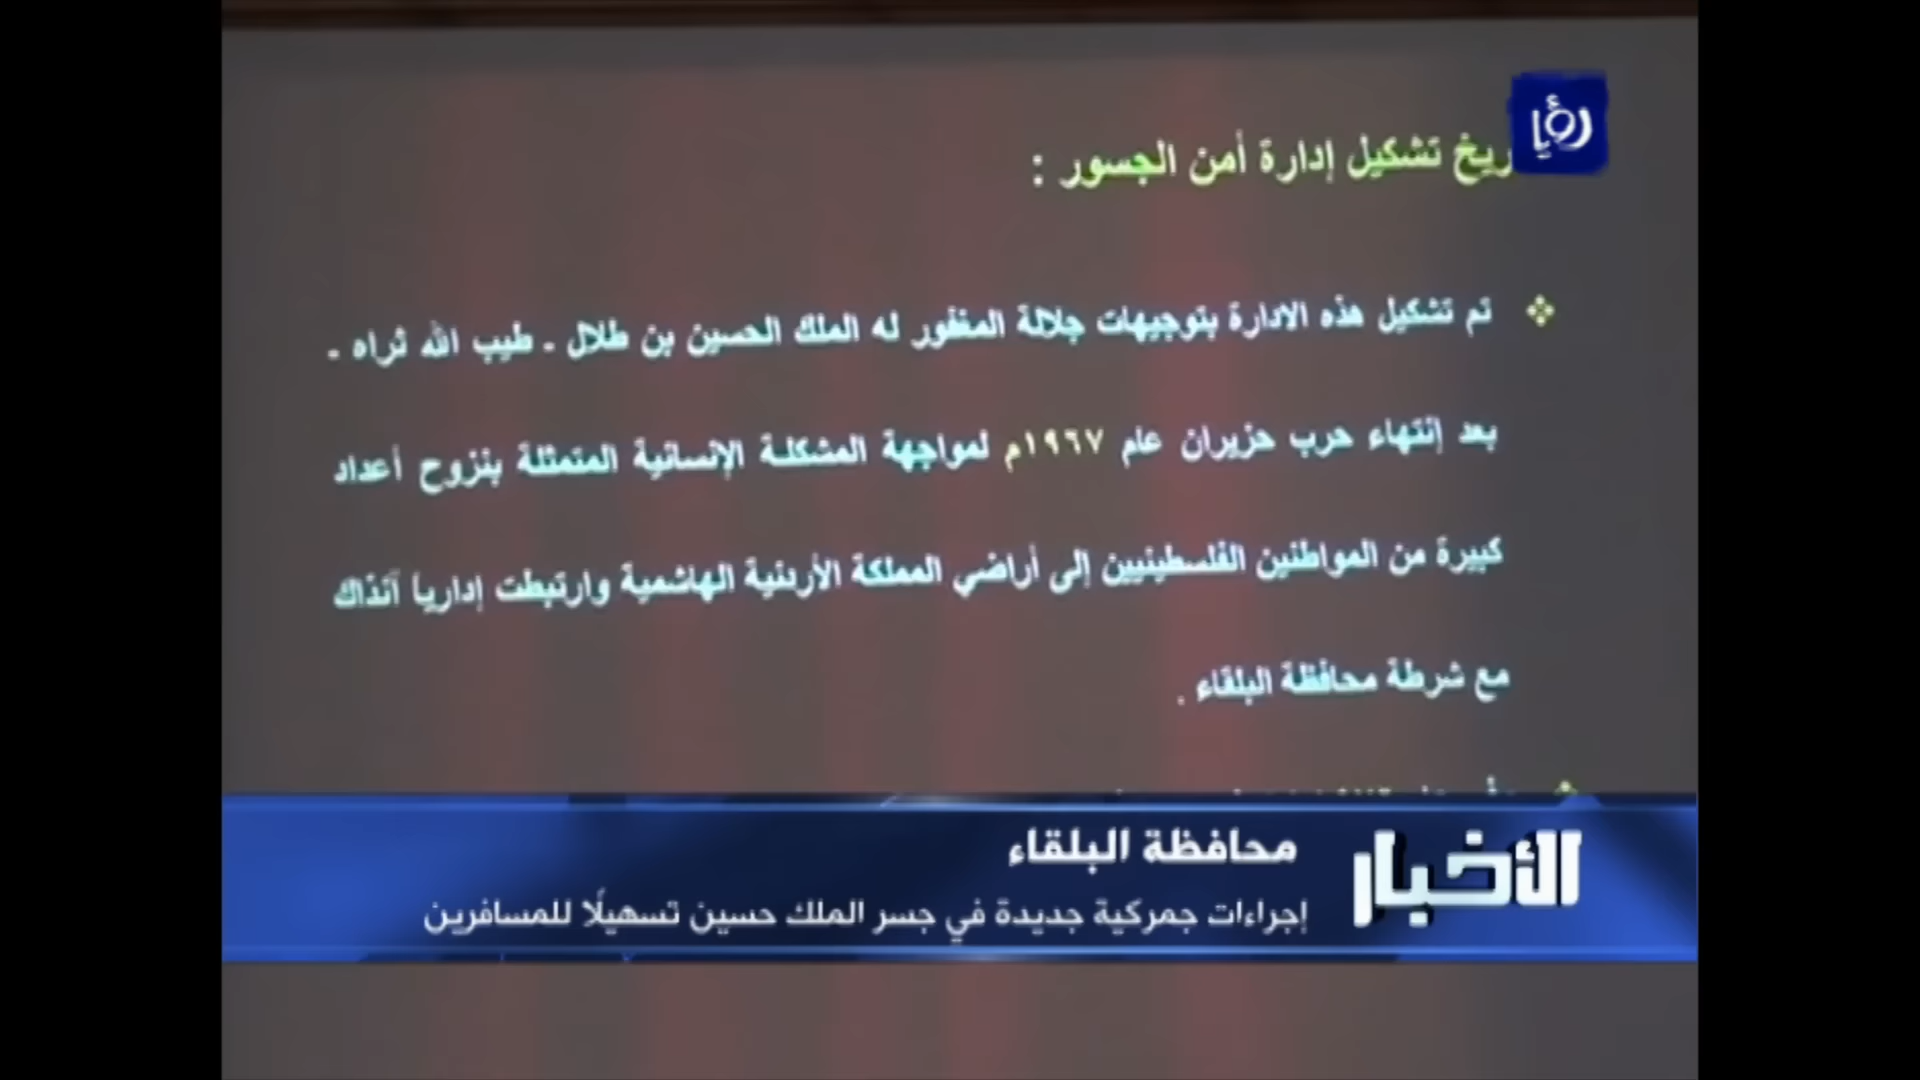 رؤيا
ريخ تشكيل إدارة أمن الجسور :
تم تشكيل هذه الادارة بتوجيهات جلالة المغفور له الملك الحسين بن طلال - طيب الله ثراه -
بعد إنتهاء حرب حزيران عام ١٩٦٧م لمواجهة المشكلة الإنسانية المتمثلة بنزوح أعداد
كبيرة من المواطنين الفلسطينيين إلى أراضي المملكة الأردنية الهاشمية وارتبطت إدارياً آنذاك
مع شرطة محافظة البلقاء .
الأخبار
محافظة البلقاء
إجراءات جمركية جديدة في جسر الملك حسين تسهيلًا للمسافرين